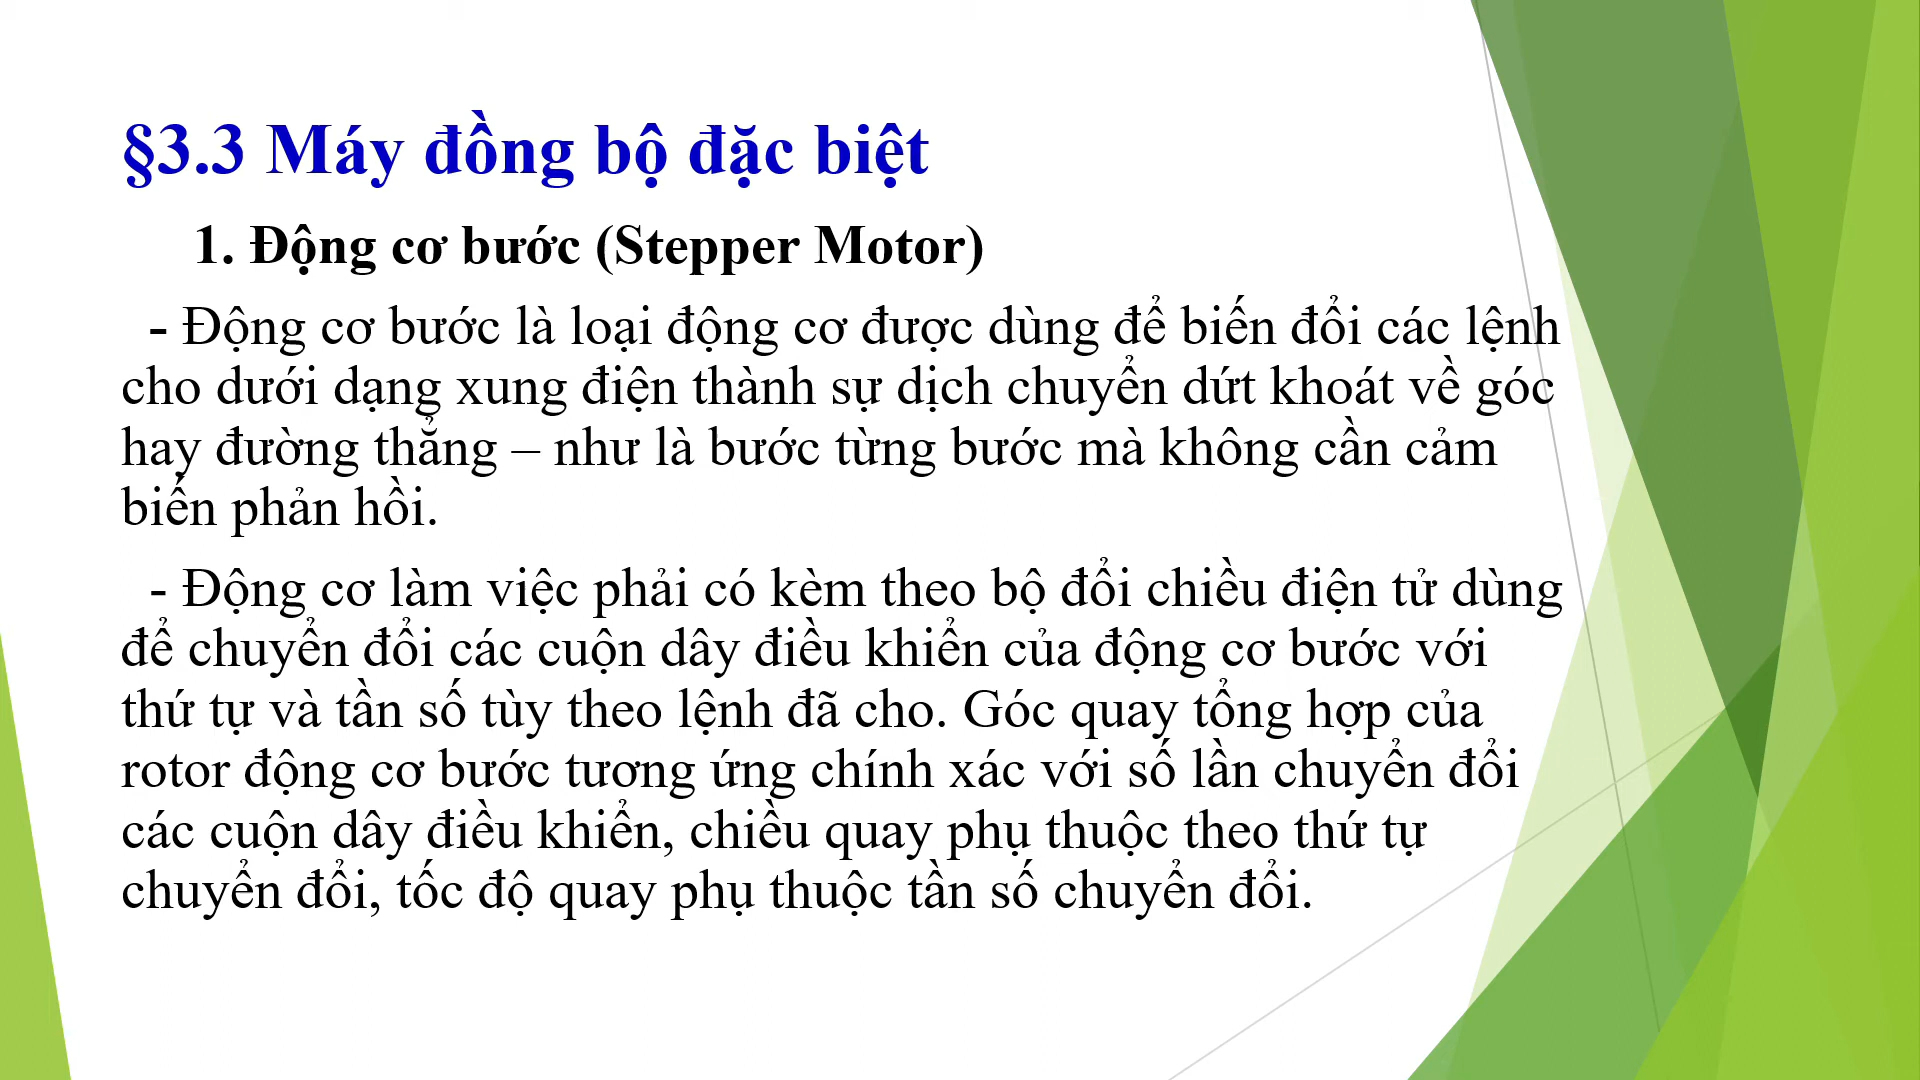 §3.3 Máy đồng bộ đặc biệt
1. Động cơ bước (Stepper Motor)
- Động cơ bước là loại động cơ được dùng để biến đổi các lệnh
cho dưới dạng xung điện thành sự dịch chuyển dứt khoát về góc
hay đường thẳng – như là bước từng bước mà không cần cảm
biến phản hồi.
- Động cơ làm việc phải có kèm theo bộ đổi chiều điện tử dùng
để chuyển đổi các cuộn dây điều khiển của động cơ bước với
thứ tự và tần số tùy theo lệnh đã cho. Góc quay tổng hợp của
rotor động cơ bước tương ứng chính xác với số lần chuyển đổi
các cuộn dây điều khiển, chiều quay phụ thuộc theo thứ tự
chuyển đổi, tốc độ quay phụ thuộc tần số chuyển đổi.